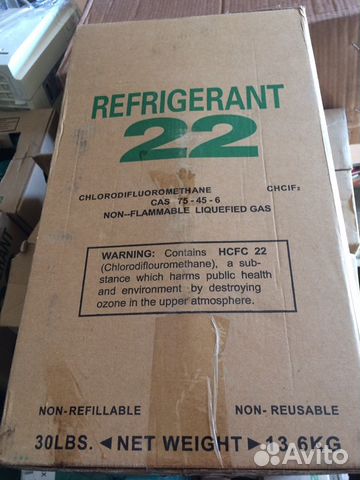 REFRIGERANT
22
CHLORODIFLUOROMETHANE CHClF₂
CAS 75-45-6
NON--FLAMMABLE LIQUEFIED GAS
WARNING: Contains HCFC 22
(Chlorodiflouromethane), a sub-
stance which harms public health
and environment by destroying
ozone in the upper atmosphere.
NON-REFILLABLE NON-REUSABLE
30LBS. ◄ NET WEIGHT ► 13.6KG
Avito